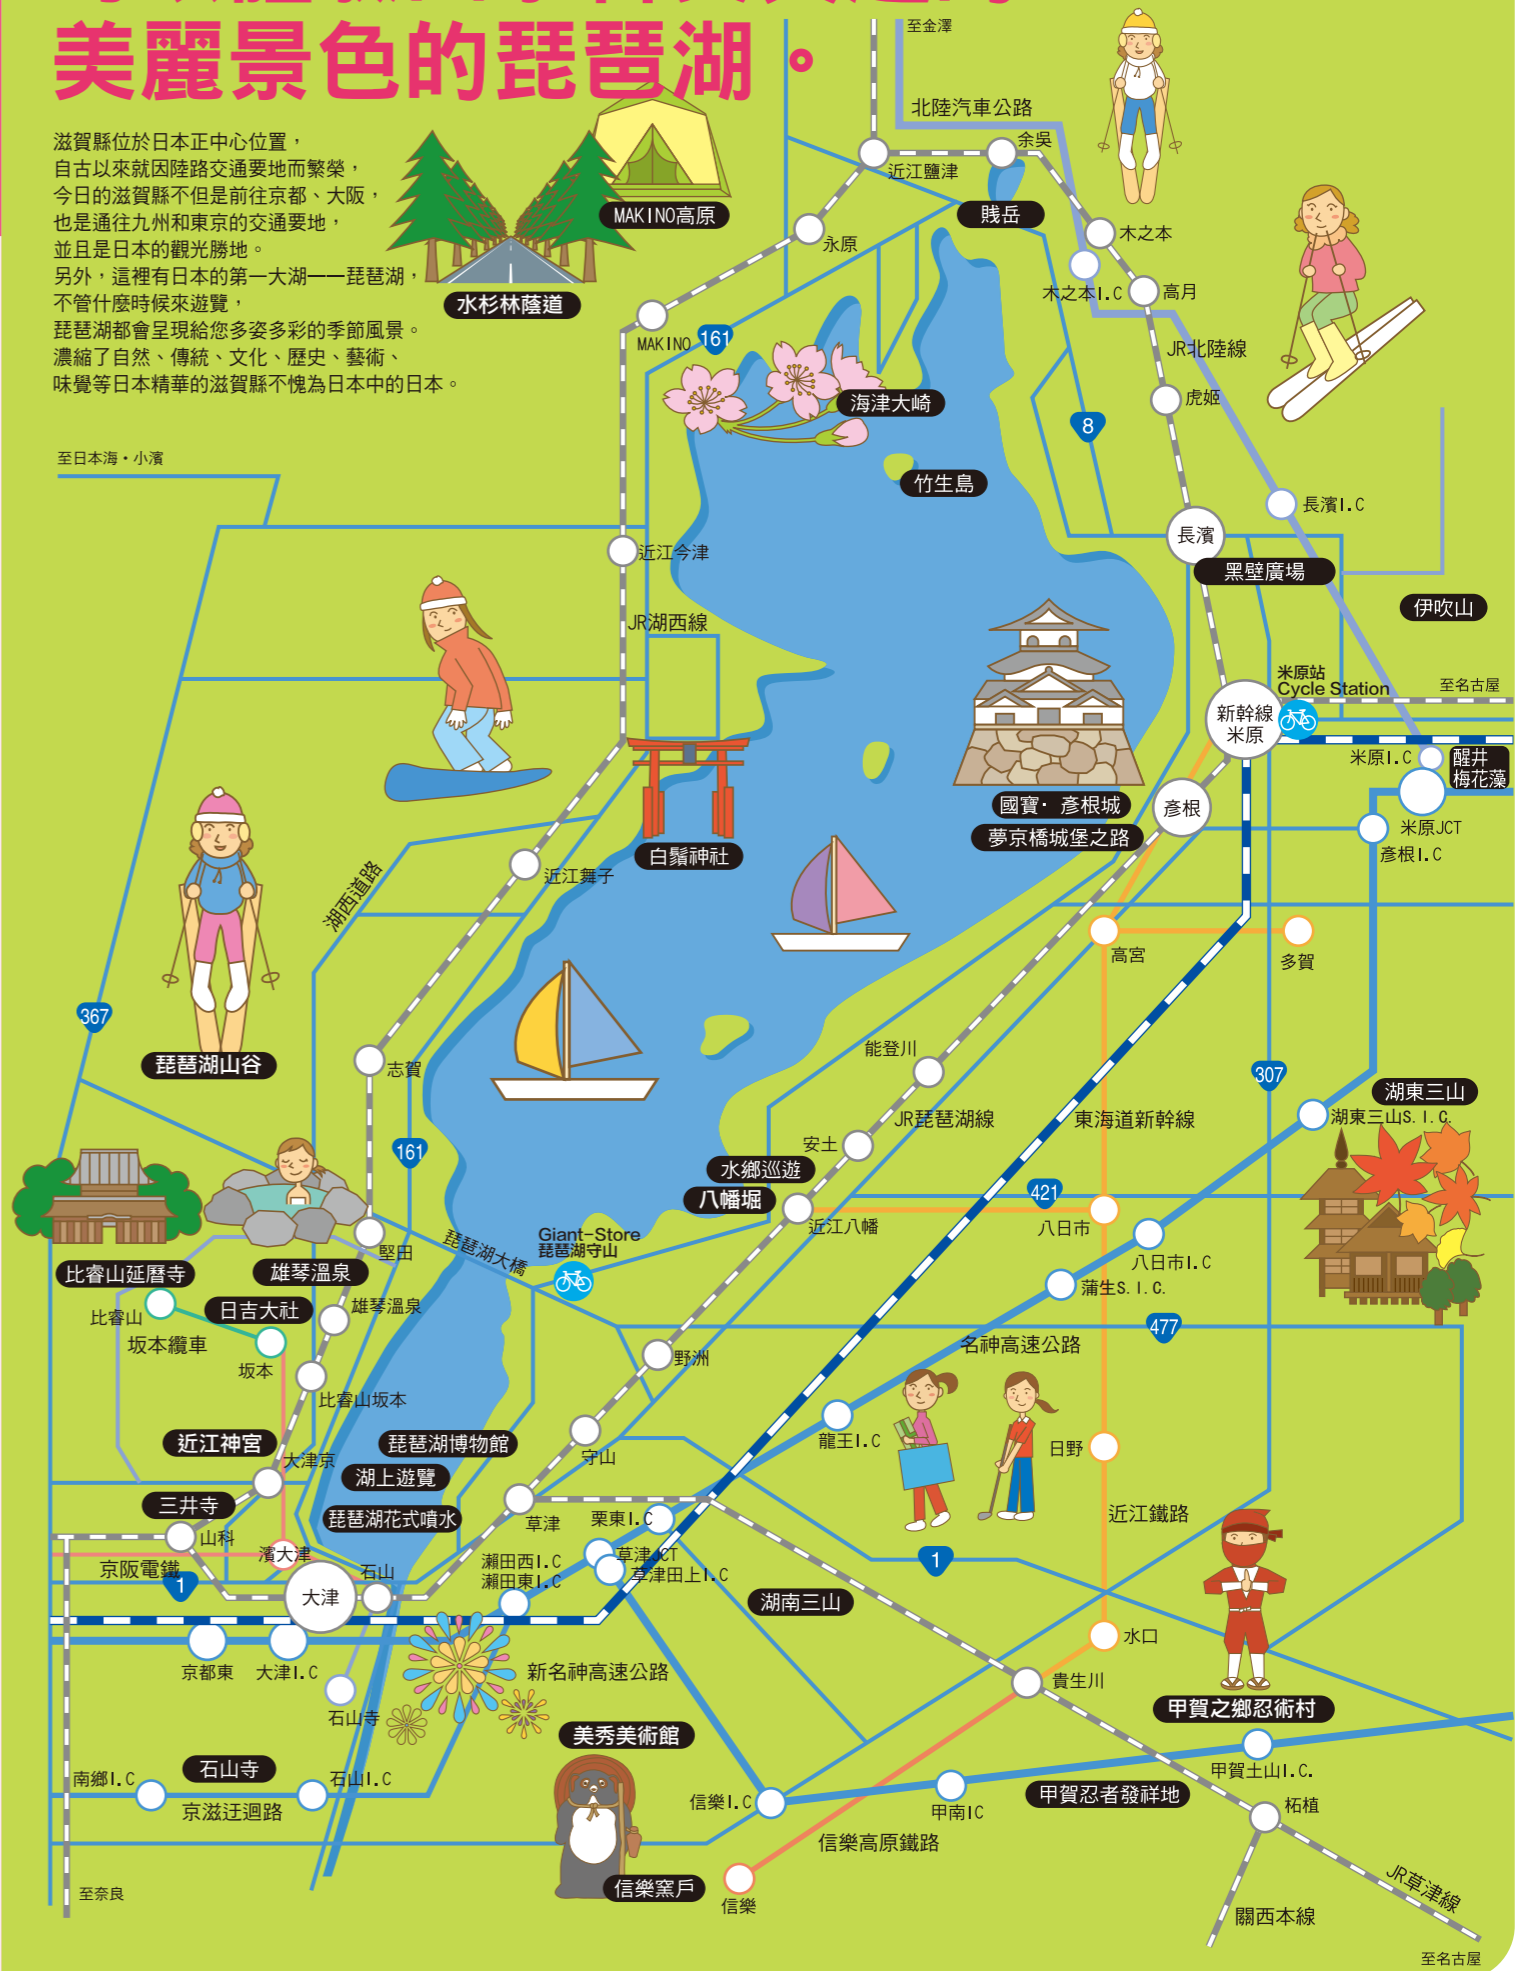 美麗景色的琵琶湖。
滋賀縣位於日本正中心位置，
自古以來就因陸路交通要地而繁榮，
今日的滋賀縣不但是前往京都、大阪，
也是通往九州和東京的交通要地，
並且是日本的觀光勝地。
另外，這裡有日本的第一大湖——琵琶湖，
不管什麼時候來遊覽，
琵琶湖都會呈現給您多姿多彩的季節風景。
濃縮了自然、傳統、文化、歷史、藝術、
味覺等日本精華的滋賀縣不愧為日本中的日本。
至金澤
北陸汽車公路
余吳
近江鹽津
MAKINO高原
賤岳
永原
木之本
水杉林蔭道
木之本I.C
高月
MAKINO
161
JR北陸線
海津大崎
虎姬
8
至日本海・小濱
竹生島
長濱I.C
長濱
近江今津
黑壁廣場
伊吹山
JR湖西線
米原站
Cycle Station
至名古屋
新幹線
米原
米原I.C
醒井
梅花藻
國寶・彥根城
彥根
米原JCT
夢京橋城堡之路
彥根I.C
白鬚神社
近江舞子
湖西道路
高宮
多賀
367
能登川
琵琶湖山谷
志賀
307
湖東三山
JR琵琶湖線
東海道新幹線
湖東三山S.I.C.
安土
161
水鄉巡遊
八幡堀
421
近江八幡
八日市
琵琶湖大橋
Giant-Store
琵琶湖守山
堅田
八日市I.C
比睿山延曆寺
雄琴溫泉
蒲生S.I.C.
比睿山
日吉大社
雄琴溫泉
477
坂本纜車
名神高速公路
坂本
野洲
比睿山坂本
近江神宮
琵琶湖博物館
龍王I.C
日野
大津京
守山
湖上遊覽
三井寺
琵琶湖花式噴水
草津
栗東I.C
近江鐵路
山科
濱大津
瀨田西I.C
草津JCT
京阪電鐵
1
石山
瀨田東I.C
草津田上I.C
1
大津
湖南三山
水口
京都東
大津I.C
新名神高速公路
貴生川
石山寺
甲賀之鄉忍術村
美秀美術館
石山寺
南鄉I.C
石山I.C
甲賀土山I.C.
京滋迂迴路
信樂I.C
甲南IC
甲賀忍者發祥地
柘植
信樂高原鐵路
信樂窯戶
至奈良
信樂
JR草津線
關西本線
至名古屋